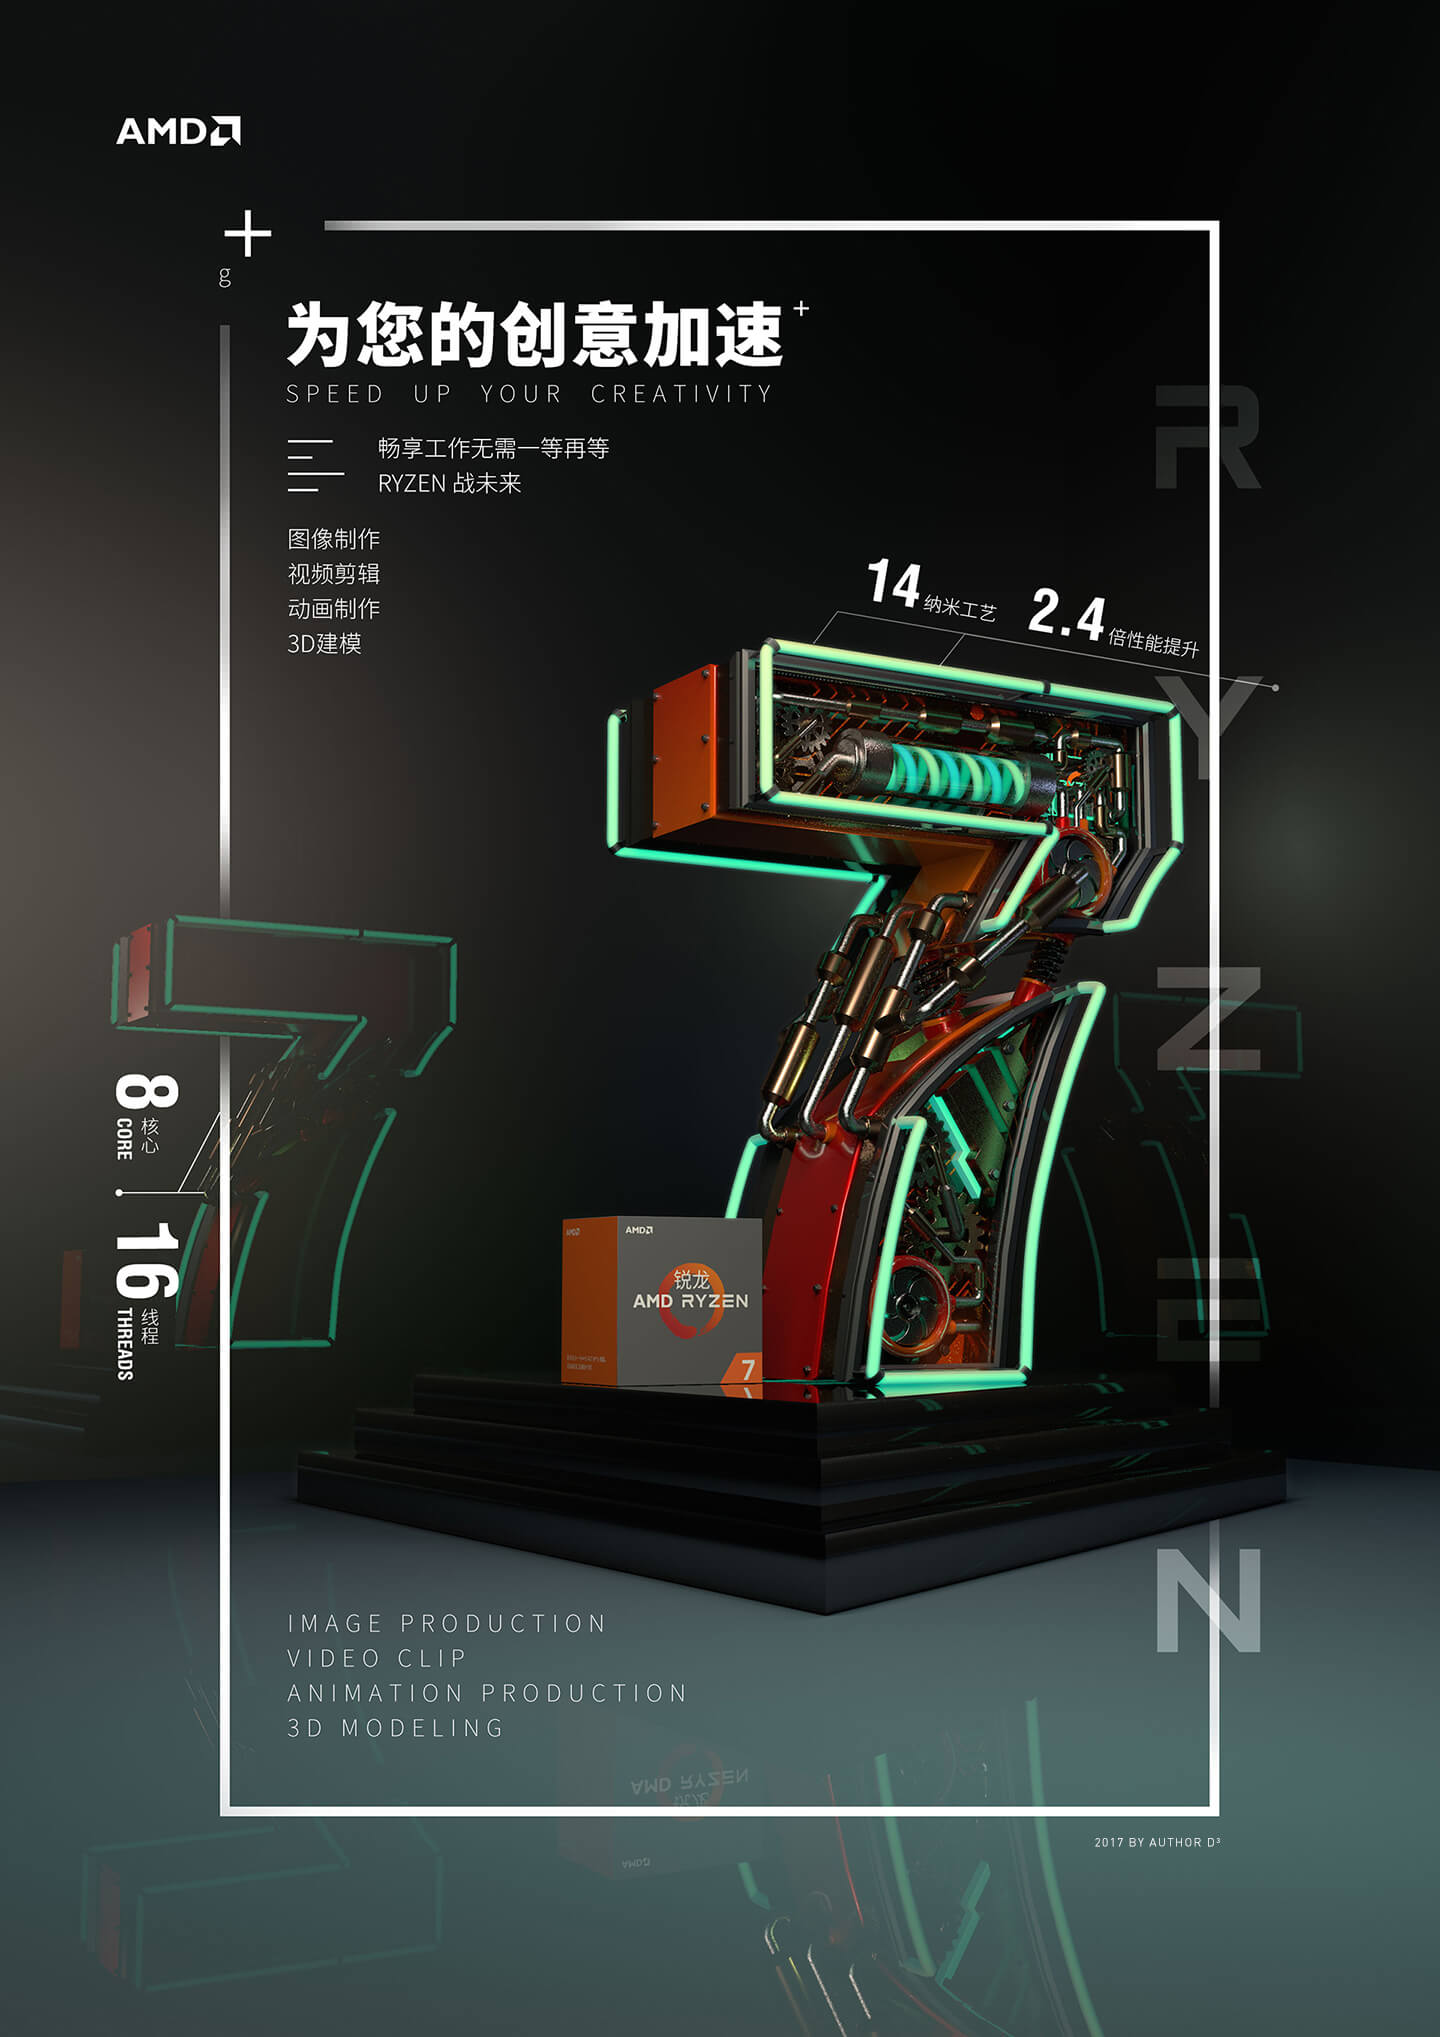 AMD
+
g
为您的创意加速+
SPEED UP YOUR CREATIVITY
畅享工作无需一等再等
RYZEN 战未来
图像制作
视频剪辑
动画制作
3D建模
14 纳米工艺 2.4 倍性能提升
RYZEN
8 核心
CORE
16 线程
THREADS
AMD
AMD
锐龙
AMD RYZEN
7
IMAGE PRODUCTION
VIDEO CLIP
ANIMATION PRODUCTION
3D MODELING
2017 BY AUTHOR D³